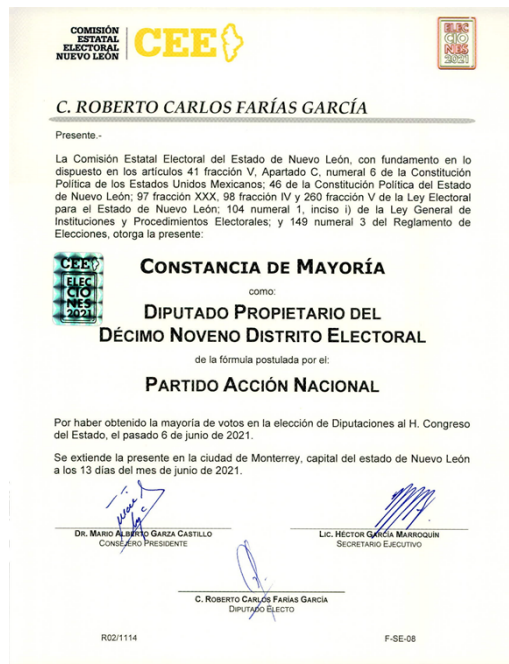 COMISIÓN
ESTATAL
ELECTORAL
NUEVO LEÓN
CEE
ELEC
CIO
NES
2021
C. ROBERTO CARLOS FARÍAS GARCÍA
Presente.-
La Comisión Estatal Electoral del Estado de Nuevo León, con fundamento en lo
dispuesto en los artículos 41 fracción V, Apartado C, numeral 6 de la Constitución
Política de los Estados Unidos Mexicanos; 46 de la Constitución Política del Estado
de Nuevo León; 97 fracción XXX, 98 fracción IV y 260 fracción V de la Ley Electoral
para el Estado de Nuevo León; 104 numeral 1, inciso i) de la Ley General de
Instituciones y Procedimientos Electorales; y 149 numeral 3 del Reglamento de
Elecciones, otorga la presente:
CEE
ELEC
CIO
NES
2021
CONSTANCIA DE MAYORÍA
como:
DIPUTADO PROPIETARIO DEL
DÉCIMO NOVENO DISTRITO ELECTORAL
de la fórmula postulada por el:
PARTIDO ACCIÓN NACIONAL
Por haber obtenido la mayoría de votos en la elección de Diputaciones al H. Congreso
del Estado, el pasado 6 de junio de 2021.
Se extiende la presente en la ciudad de Monterrey, capital del estado de Nuevo León
a los 13 días del mes de junio de 2021.
DR. MARIO ALBERTO GARZA CASTILLO
CONSEJERO PRESIDENTE
LIC. HÉCTOR GARCÍA MARROQUÍN
SECRETARIO EJECUTIVO
C. ROBERTO CARLOS FARÍAS GARCÍA
DIPUTADO ELECTO
R02/1114
F-SE-08